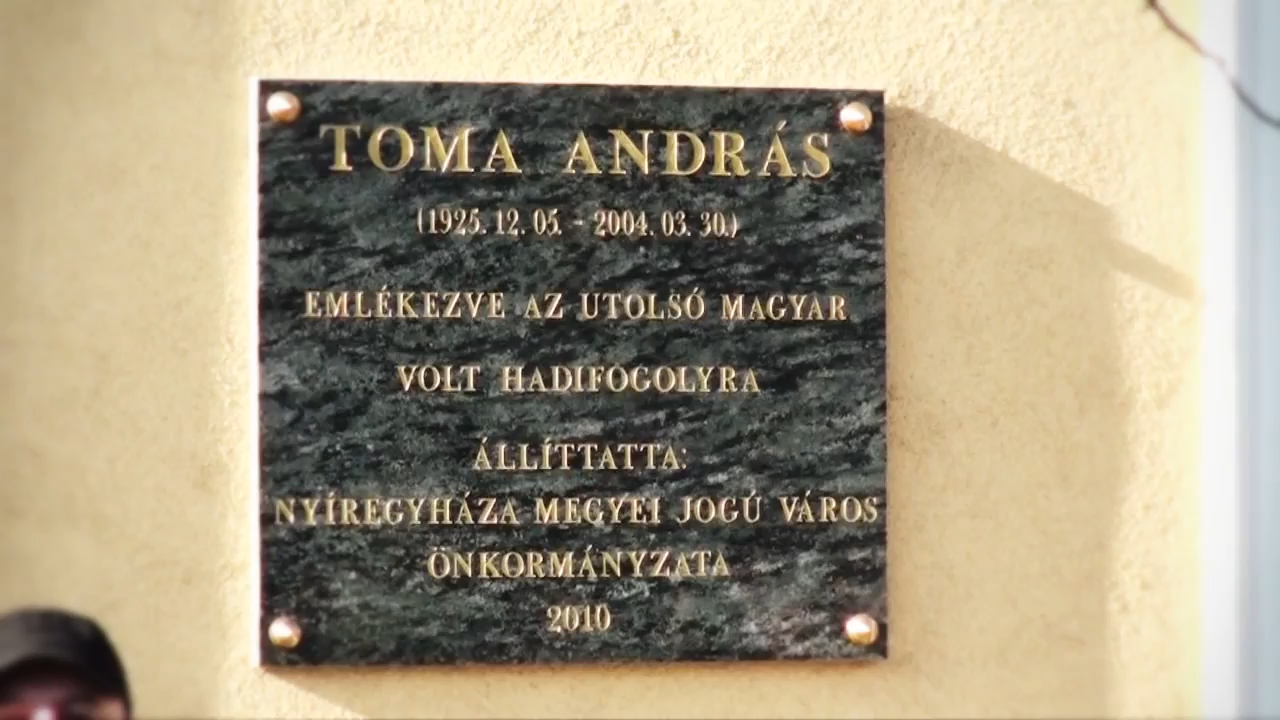 TOMA ANDRÁS
(1925. 12. 05. - 2004. 03. 30.)
EMLÉKEZVE AZ UTOLSÓ MAGYAR
VOLT HADIFOGOLYRA
ÁLLÍTTATTA:
NYÍREGYHÁZA MEGYEI JOGÚ VÁROS
ÖNKORMÁNYZATA
2010